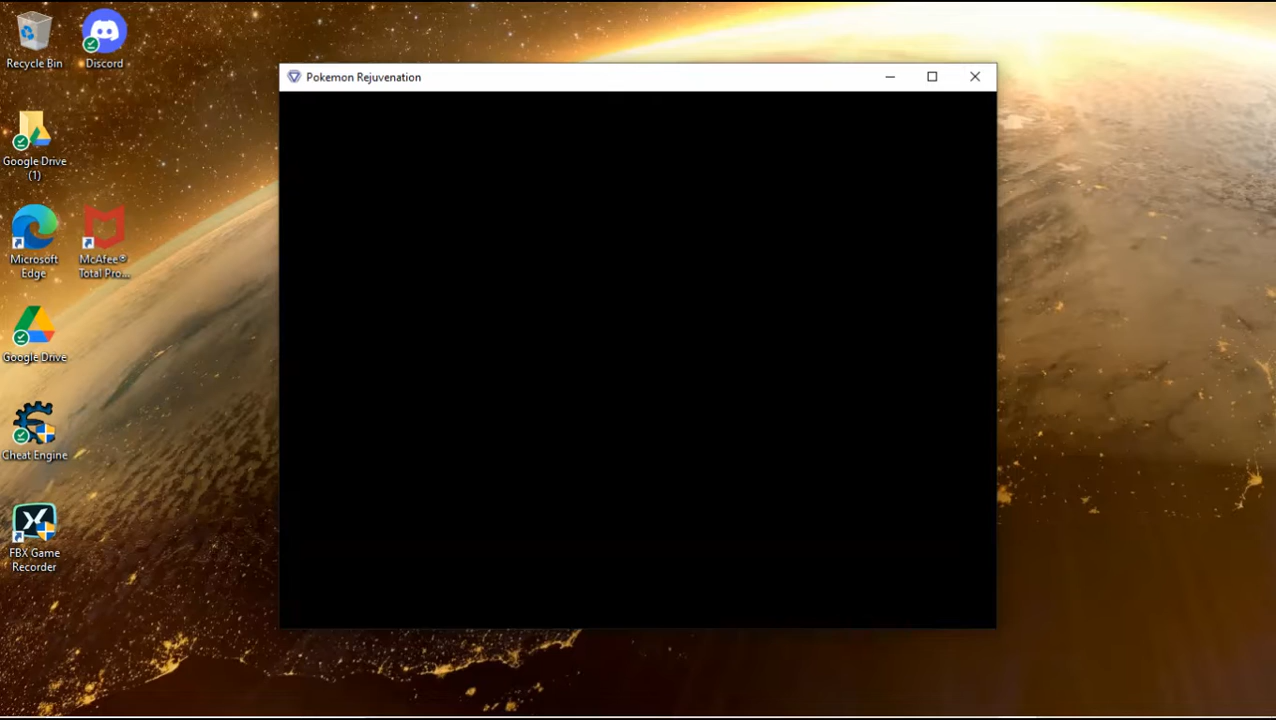 Recycle Bin
Discord
Pokemon Rejuvenation
Google Drive
(1)
Microsoft
Edge
McAfee®
Total Pro...
Google Drive
Cheat Engine
FBX Game
Recorder